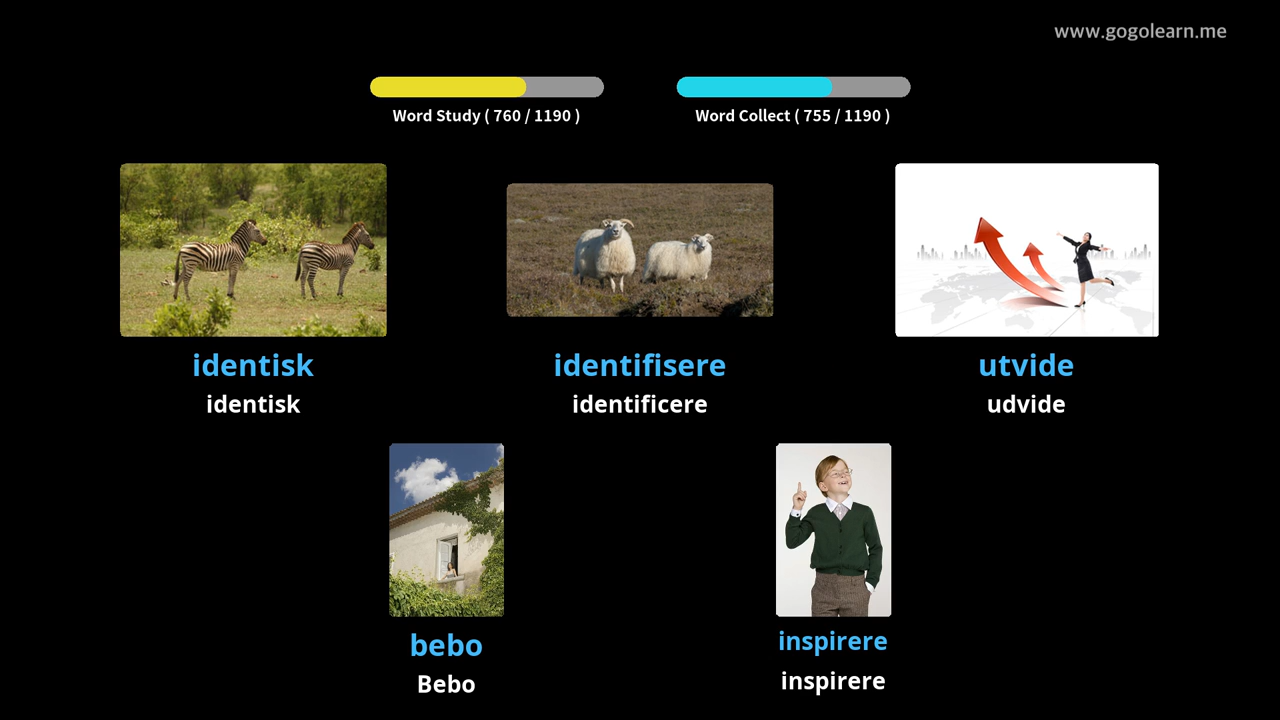 www.gogolearn.me
Word Study ( 760 / 1190 )
Word Collect ( 755 / 1190 )
identisk
identisk
identifisere
identificere
utvide
udvide
bebo
Bebo
inspirere
inspirere